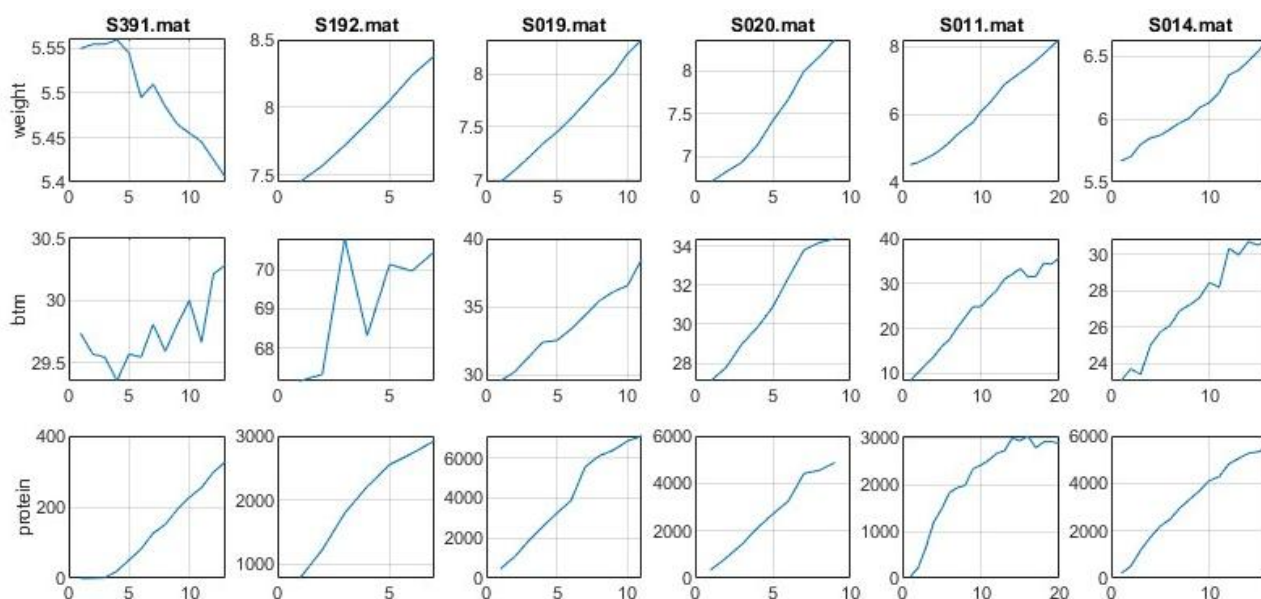 S391.mat S192.mat S019.mat S020.mat S011.mat S014.mat
weight
5.55 5.5 5.45 5.4
0 5 10
8.5 8 7.5
0 5
8 7.5 7
0 5 10
8 7.5 7
0 5 10
8 6 4
0 10 20
6.5 6 5.5
0 10
btm
30.5 30 29.5
0 5 10
70 69 68
0 5
40 35 30
0 5 10
34 32 30 28
0 5 10
40 30 20 10
0 10 20
30 28 26 24
0 10
protein
400 200 0
0 5 10
3000 2000 1000
0 5
6000 4000 2000 0
0 5 10
6000 4000 2000 0
0 5 10
3000 2000 1000 0
0 10 20
6000 4000 2000 0
0 10